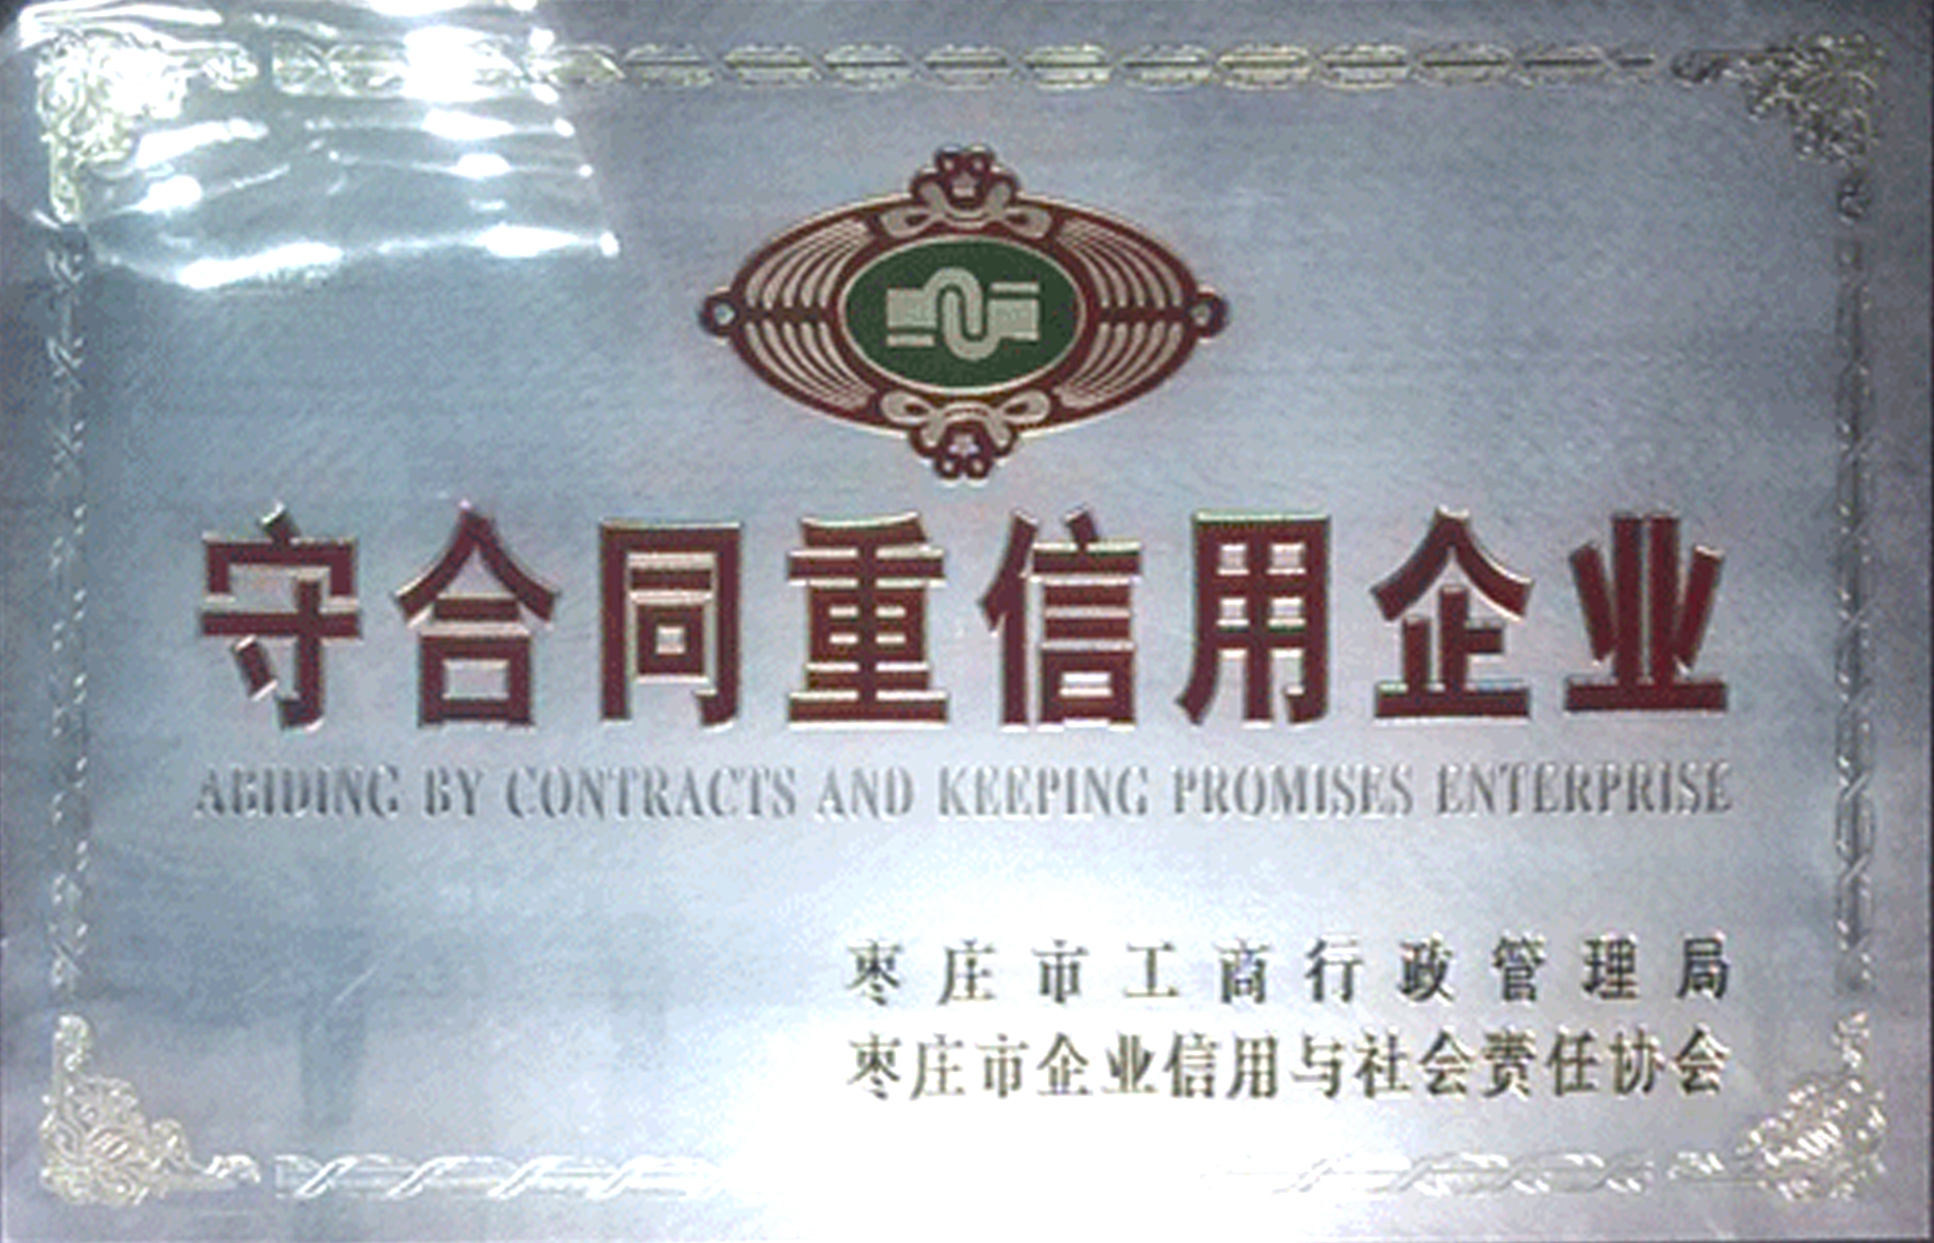 守合同重信用企业
ABIDING BY CONTRACTS AND KEEPING PROMISES ENTERPRISE
枣庄市工商行政管理局
枣庄市企业信用与社会责任协会